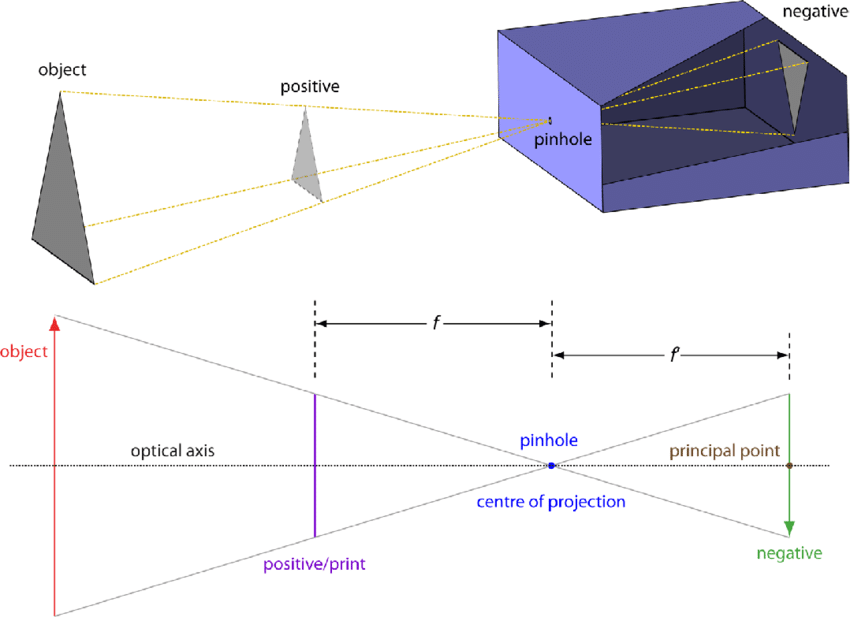 negative
object
positive
pinhole
f
f'
object
pinhole
optical axis
principal point
centre of projection
positive/print
negative